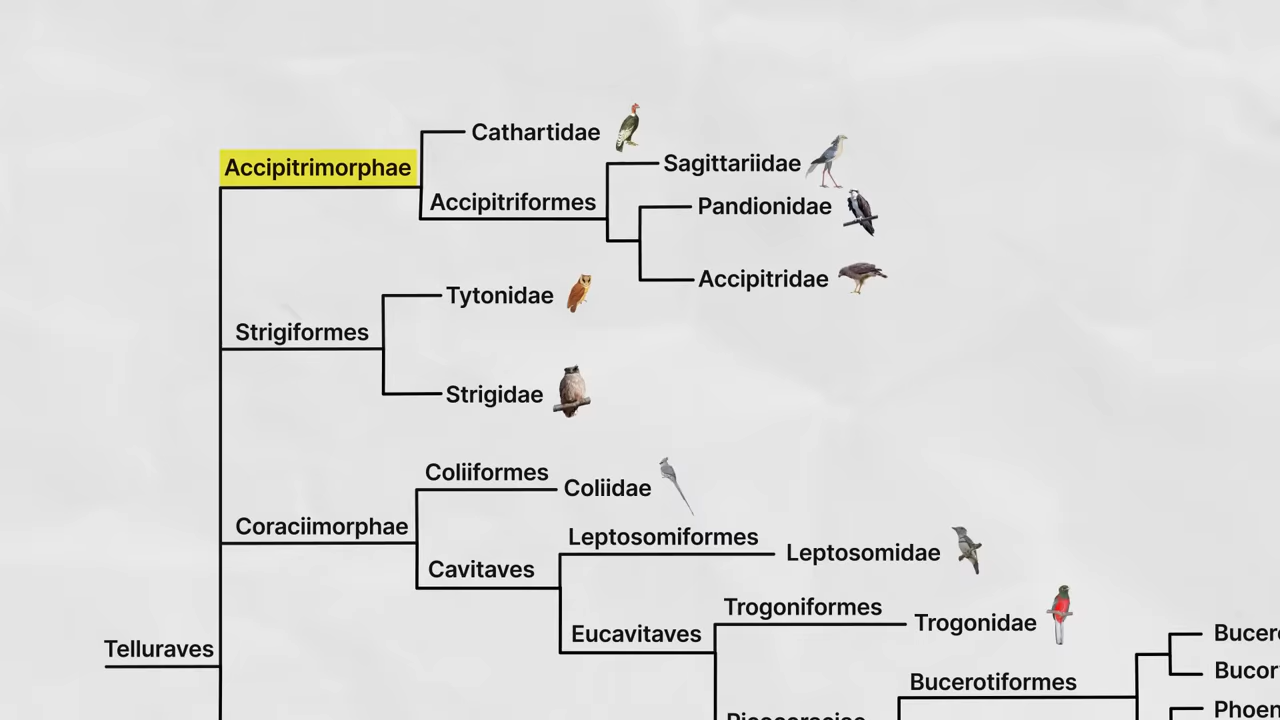 Cathartidae
Accipitrimorphae
Sagittariidae
Accipitriformes
Pandionidae
Accipitridae
Tytonidae
Strigiformes
Strigidae
Coliiformes
Coliidae
Coraciimorphae
Leptosomiformes
Leptosomidae
Cavitaves
Trogoniformes
Trogonidae
Eucavitaves
Telluraves
Bucerotiformes